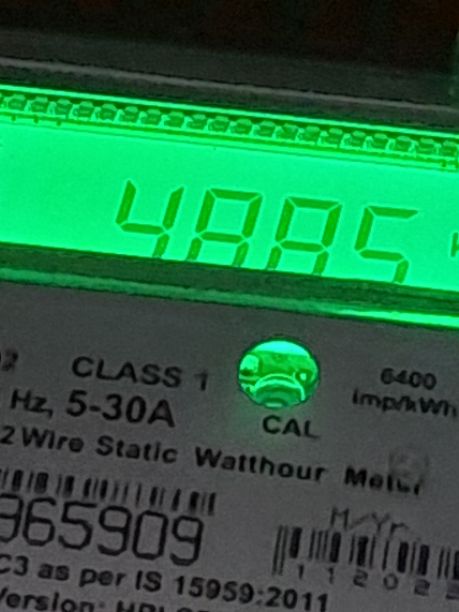 4885
CLASS 1
6400
imp/kWh
Hz, 5-30A
CAL
2 Wire Static Watthour Meter
965909
M/Yr.
C3 as per IS 15959:2011
Version: